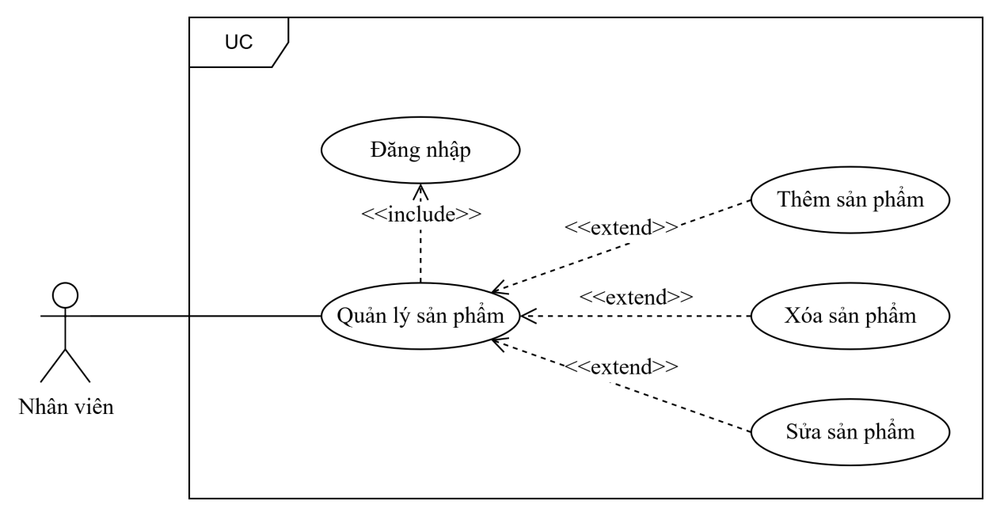 UC
Đăng nhập
<<include>>
Thêm sản phẩm
<<extend>>
Quản lý sản phẩm
<<extend>>
Xóa sản phẩm
<<extend>>
Nhân viên
Sửa sản phẩm